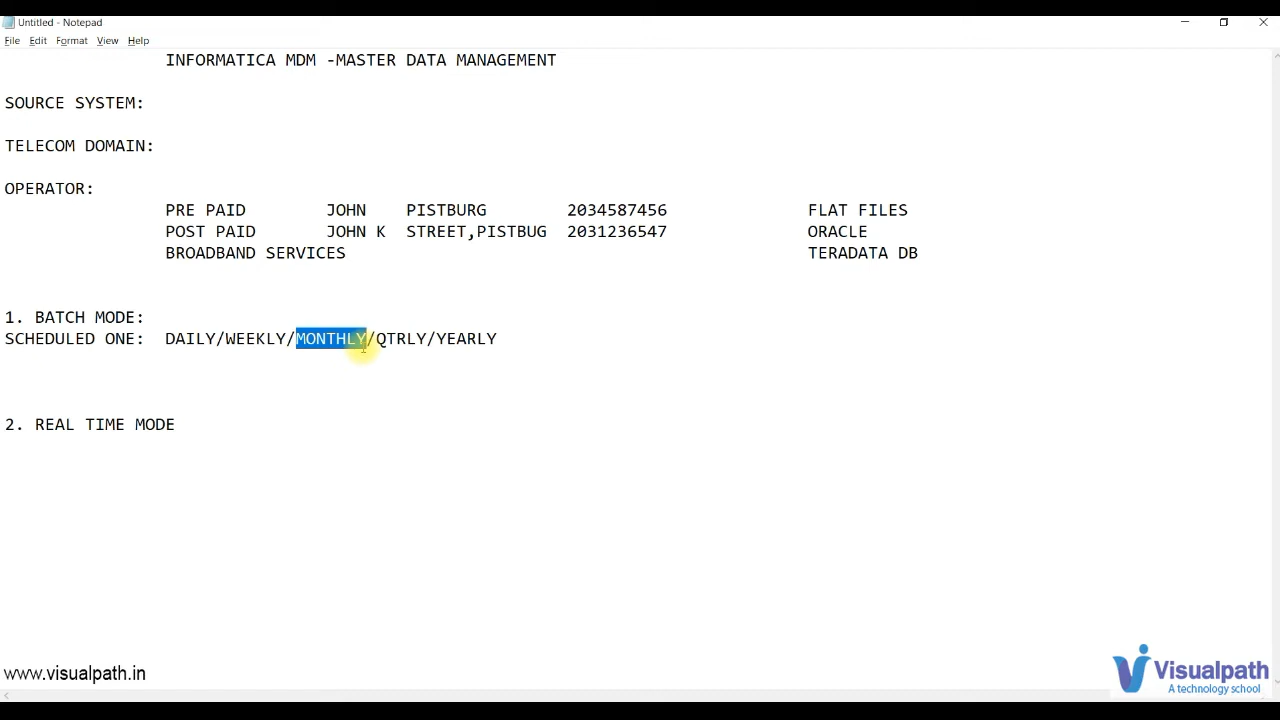 Untitled - Notepad
File Edit Format View Help
INFORMATICA MDM -MASTER DATA MANAGEMENT
SOURCE SYSTEM:
TELECOM DOMAIN:
OPERATOR:
PRE PAID JOHN PISTBURG 2034587456 FLAT FILES
POST PAID JOHN K STREET,PISTBUG 2031236547 ORACLE
BROADBAND SERVICES TERADATA DB
1. BATCH MODE:
SCHEDULED ONE: DAILY/WEEKLY/MONTHLY/QTRLY/YEARLY
2. REAL TIME MODE
www.visualpath.in
Visualpath
A technology school